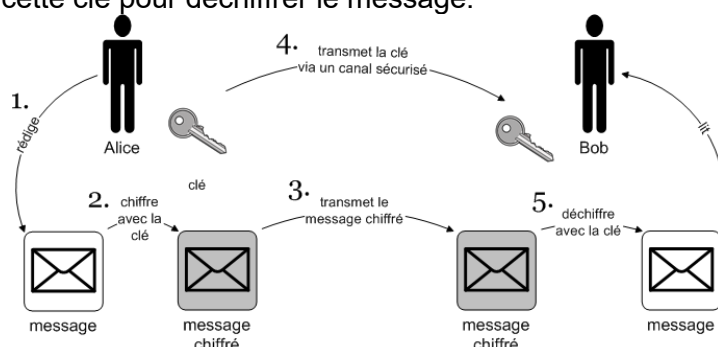 cette clé pour déchiffrer le message.
4. transmet la clé
via un canal sécurisé
1.
rédige
Alice
Bob
lit
clé
2. chiffre
avec la
clé
3. transmet le
message chiffré
5. déchiffre
avec la clé
message
message
chiffré
message
chiffré
message